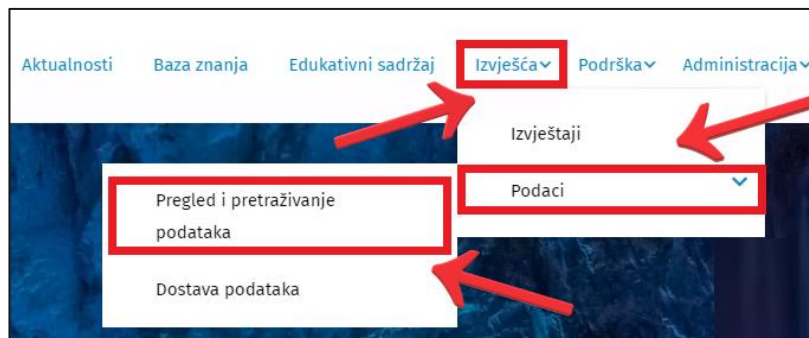 Aktualnosti Baza znanja Edukativni sadržaj Izvješća Podrška Administracija
Izvještaji
Podaci
Pregled i pretraživanje
podataka
Dostava podataka